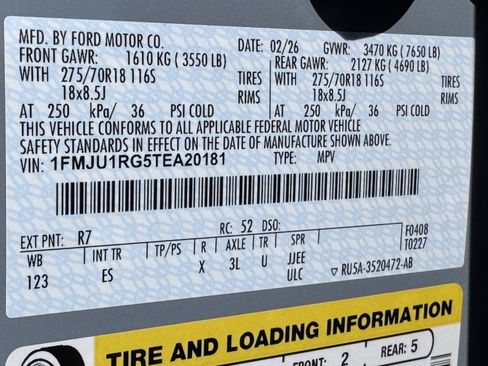 MFD. BY FORD MOTOR CO. DATE: 02/26 GVWR: 3470 KG ( 7650 LB)
FRONT GAWR: 1610 KG ( 3550 LB) REAR GAWR: 2127 KG ( 4690 LB)
WITH 275/70R18 116S TIRES WITH 275/70R18 116S TIRES
18x8.5J RIMS 18x8.5J RIMS
AT 250 kPa/ 36 PSI COLD AT 250 kPa/ 36 PSI COLD
THIS VEHICLE CONFORMS TO ALL APPLICABLE FEDERAL MOTOR VEHICLE
SAFETY STANDARDS IN EFFECT ON THE DATE OF MANUFACTURE SHOWN ABOVE.
VIN: 1FMJU1RG5TEA20181 TYPE: MPV
EXT PNT: R7 RC: 52 DSO: F0408
WB INT TR TP/PS R AXLE TR SPR T0227
123 ES X 3L U JJEE
ULC ▽ RU5A-3520472-AB
TIRE AND LOADING INFORMATION
FRONT: 2 REAR: 5